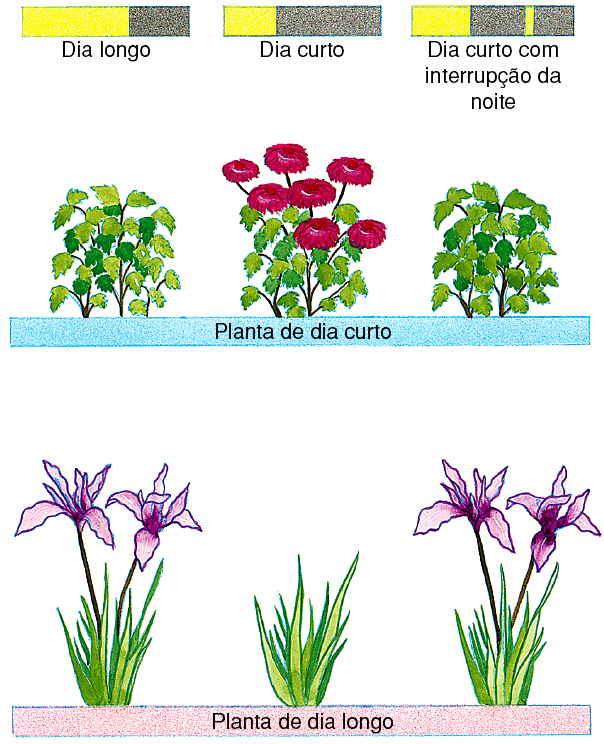 Dia longo
Dia curto
Dia curto com
interrupção da
noite
Planta de dia curto
Planta de dia longo